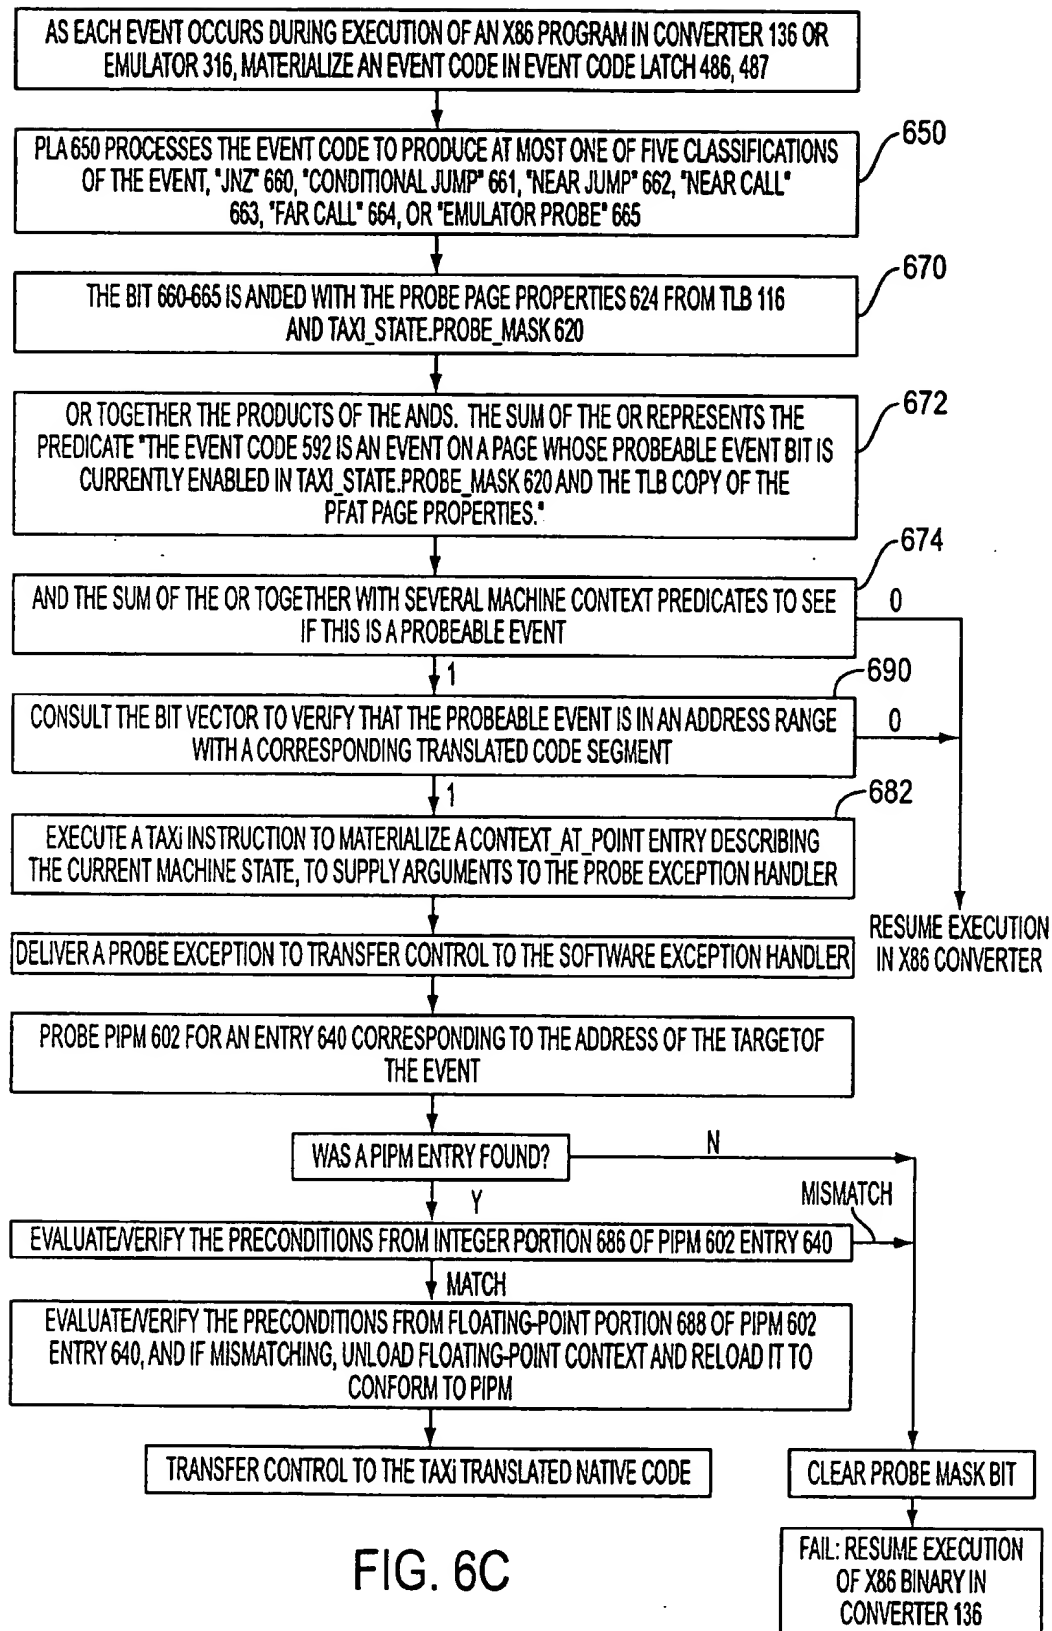 AS EACH EVENT OCCURS DURING EXECUTION OF AN X86 PROGRAM IN CONVERTER 136 OR
EMULATOR 316, MATERIALIZE AN EVENT CODE IN EVENT CODE LATCH 486, 487
650
PLA 650 PROCESSES THE EVENT CODE TO PRODUCE AT MOST ONE OF FIVE CLASSIFICATIONS
OF THE EVENT, "JNZ" 660, "CONDITIONAL JUMP" 661, "NEAR JUMP" 662, "NEAR CALL"
663, "FAR CALL" 664, OR "EMULATOR PROBE" 665
670
THE BIT 660-665 IS ANDED WITH THE PROBE PAGE PROPERTIES 624 FROM TLB 116
AND TAXI_STATE.PROBE_MASK 620
672
OR TOGETHER THE PRODUCTS OF THE ANDS. THE SUM OF THE OR REPRESENTS THE
PREDICATE "THE EVENT CODE 592 IS AN EVENT ON A PAGE WHOSE PROBEABLE EVENT BIT IS
CURRENTLY ENABLED IN TAXI_STATE.PROBE_MASK 620 AND THE TLB COPY OF THE
PFAT PAGE PROPERTIES."
674
AND THE SUM OF THE OR TOGETHER WITH SEVERAL MACHINE CONTEXT PREDICATES TO SEE
IF THIS IS A PROBEABLE EVENT
0
1
690
CONSULT THE BIT VECTOR TO VERIFY THAT THE PROBEABLE EVENT IS IN AN ADDRESS RANGE
WITH A CORRESPONDING TRANSLATED CODE SEGMENT
0
1
682
EXECUTE A TAXi INSTRUCTION TO MATERIALIZE A CONTEXT_AT_POINT ENTRY DESCRIBING
THE CURRENT MACHINE STATE, TO SUPPLY ARGUMENTS TO THE PROBE EXCEPTION HANDLER
RESUME EXECUTION
IN X86 CONVERTER
DELIVER A PROBE EXCEPTION TO TRANSFER CONTROL TO THE SOFTWARE EXCEPTION HANDLER
PROBE PIPM 602 FOR AN ENTRY 640 CORRESPONDING TO THE ADDRESS OF THE TARGETOF
THE EVENT
WAS A PIPM ENTRY FOUND?
N
Y
MISMATCH
EVALUATE/VERIFY THE PRECONDITIONS FROM INTEGER PORTION 686 OF PIPM 602 ENTRY 640
MATCH
EVALUATE/VERIFY THE PRECONDITIONS FROM FLOATING-POINT PORTION 688 OF PIPM 602
ENTRY 640, AND IF MISMATCHING, UNLOAD FLOATING-POINT CONTEXT AND RELOAD IT TO
CONFORM TO PIPM
TRANSFER CONTROL TO THE TAXi TRANSLATED NATIVE CODE
CLEAR PROBE MASK BIT
FAIL: RESUME EXECUTION
OF X86 BINARY IN
CONVERTER 136
FIG. 6C